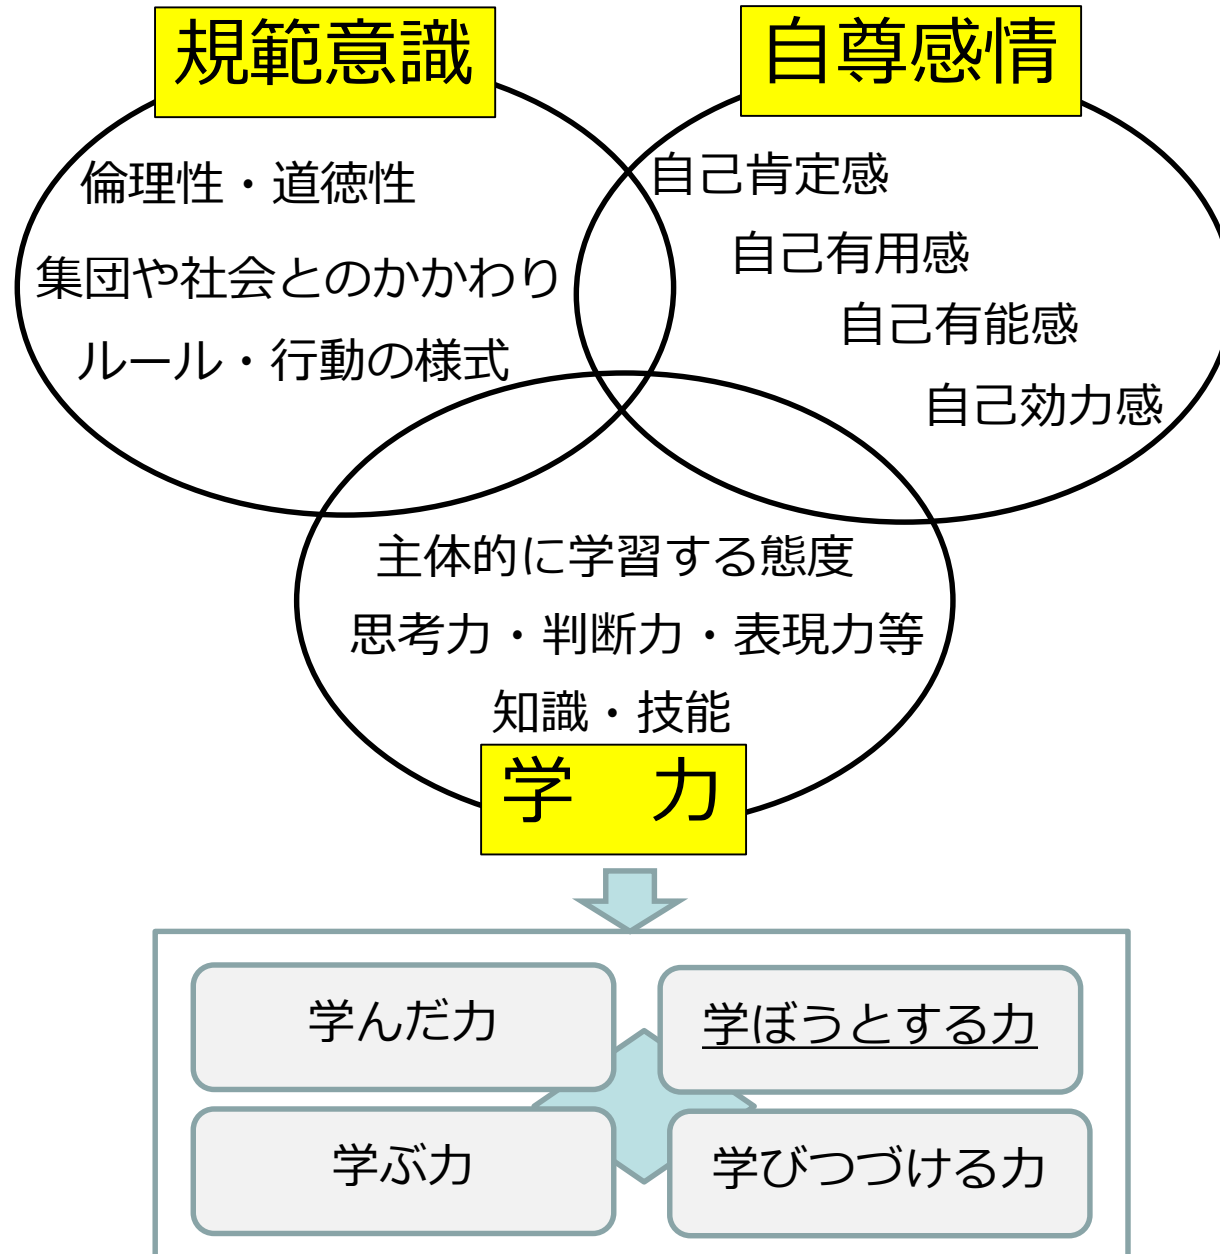 規範意識
自尊感情
倫理性・道徳性
集団や社会とのかかわり
ルール・行動の様式
自己肯定感
自己有用感
自己有能感
自己効力感
主体的に学習する態度
思考力・判断力・表現力等
知識・技能
学　力
学んだ力
学ぼうとする力
学ぶ力
学びつづける力